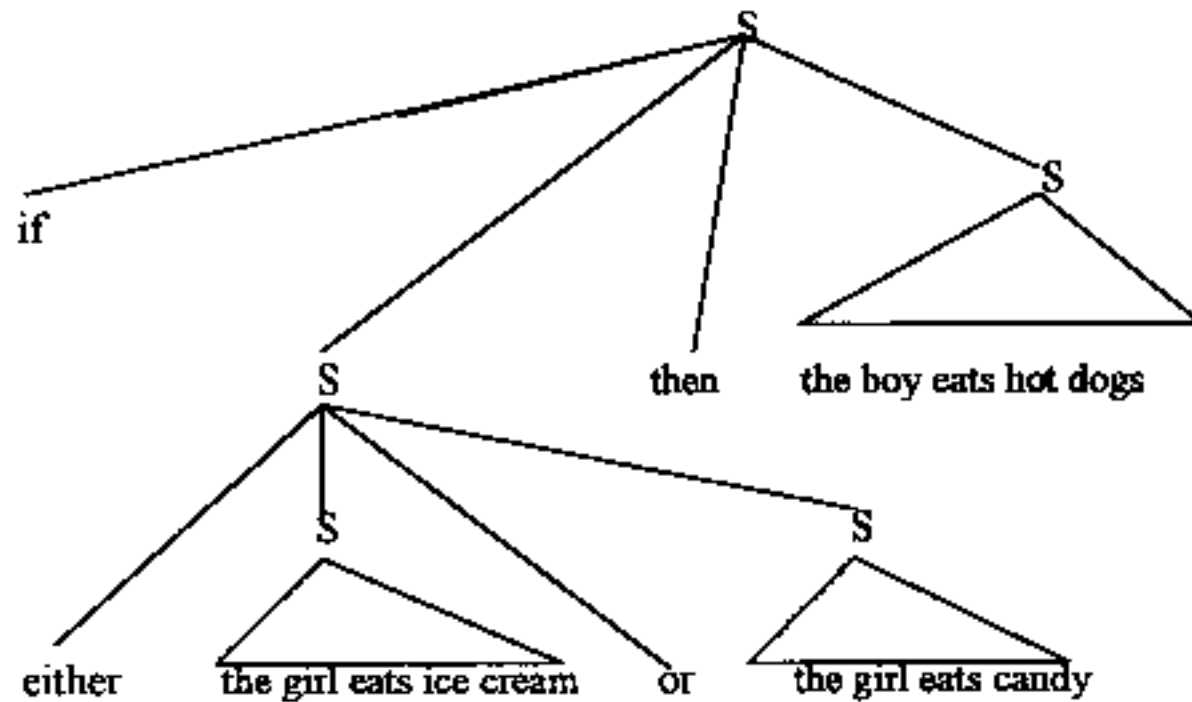 S
S
if
S
then the boy eats hot dogs
S S
either the girl eats ice cream or the girl eats candy